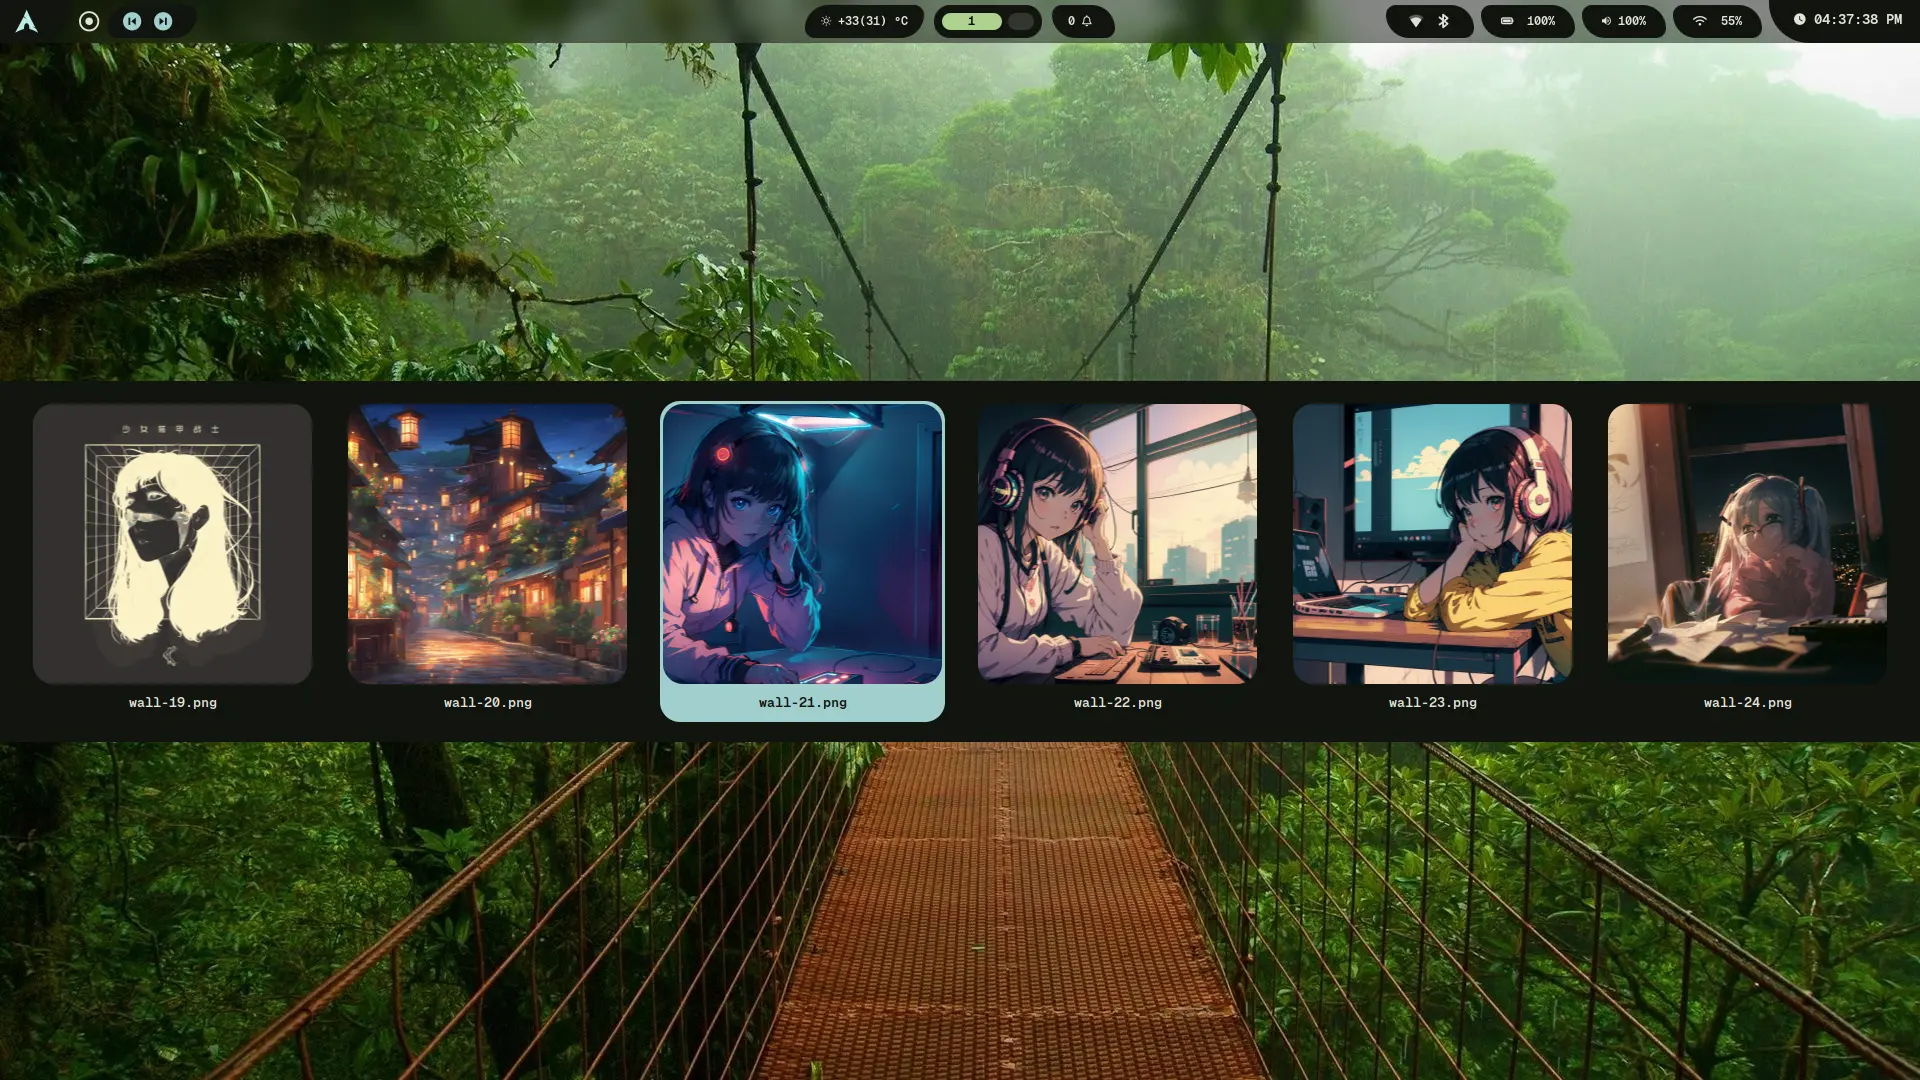 +33(31) °C
1
0
100%
100%
55%
04:37:38 PM
wall-19.png
wall-20.png
wall-21.png
wall-22.png
wall-23.png
wall-24.png